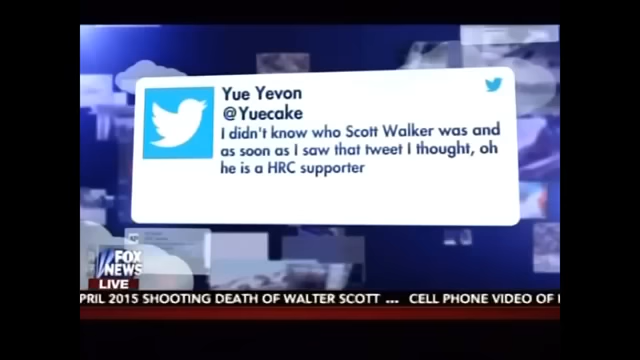 Yue Yevon
@Yuecake
I didn't know who Scott Walker was and
as soon as I saw that tweet I thought, oh
he is a HRC supporter
FOX
NEWS
LIVE
PRIL 2015 SHOOTING DEATH OF WALTER SCOTT ... CELL PHONE VIDEO OF